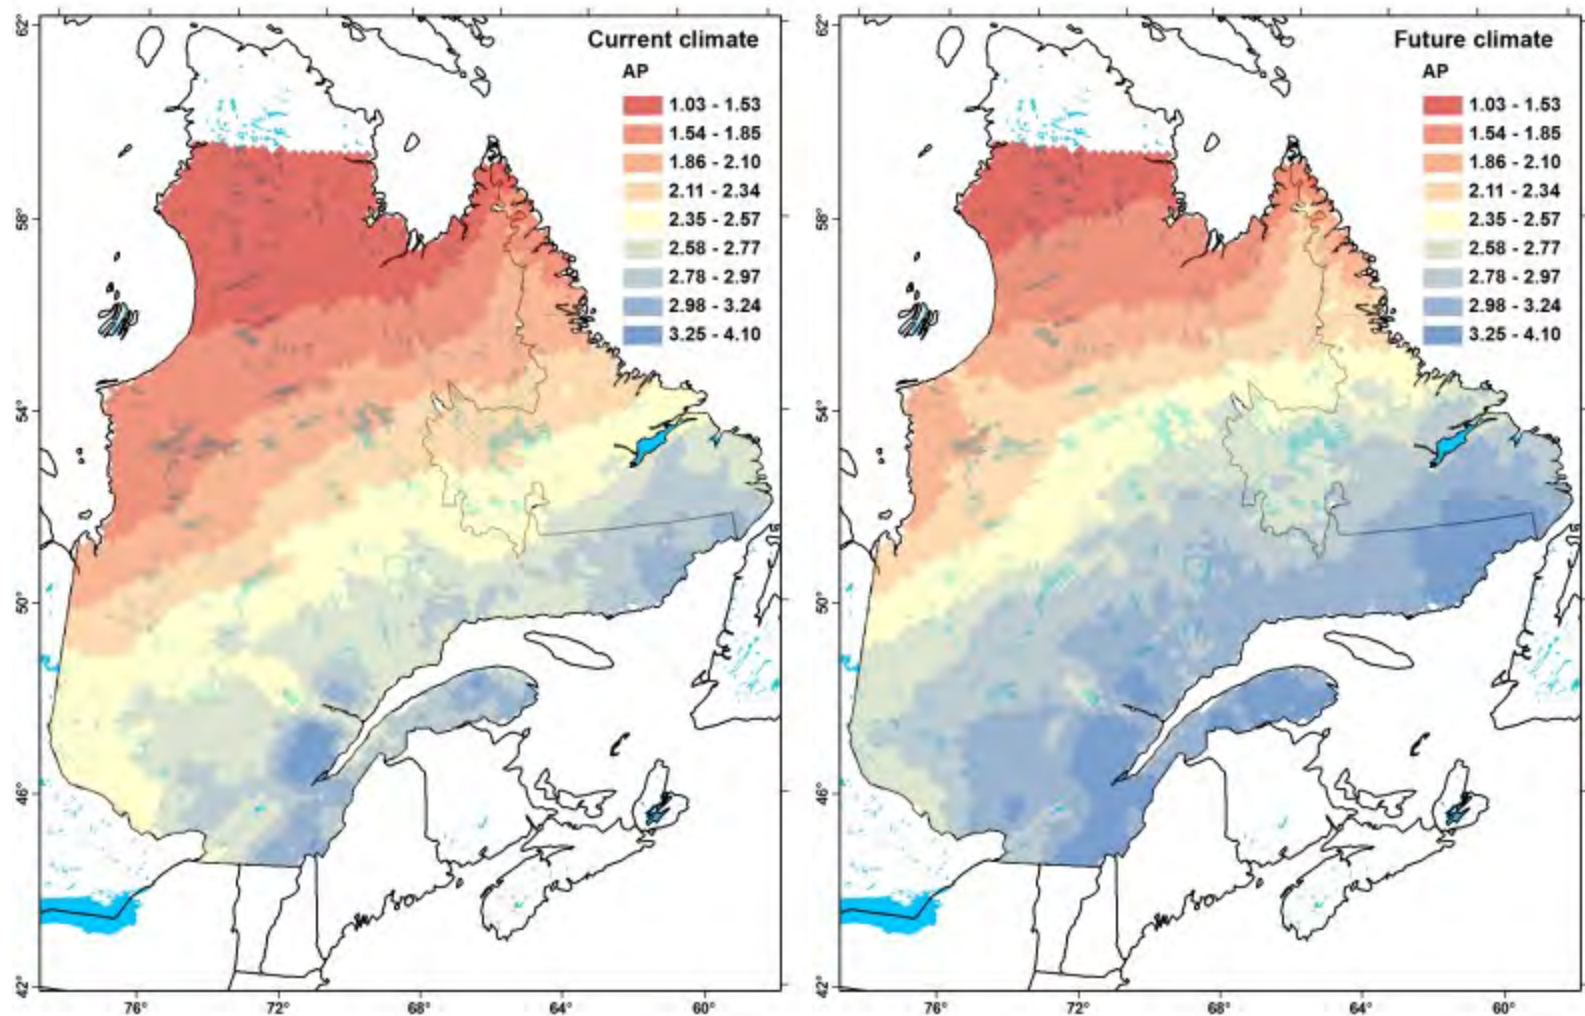 Current climate
AP
1.03 - 1.53
1.54 - 1.85
1.86 - 2.10
2.11 - 2.34
2.35 - 2.57
2.58 - 2.77
2.78 - 2.97
2.98 - 3.24
3.25 - 4.10
62°
58°
54°
50°
46°
42°
76°
72°
68°
64°
60°
Future climate
AP
1.03 - 1.53
1.54 - 1.85
1.86 - 2.10
2.11 - 2.34
2.35 - 2.57
2.58 - 2.77
2.78 - 2.97
2.98 - 3.24
3.25 - 4.10
62°
58°
54°
50°
46°
42°
76°
72°
68°
64°
60°